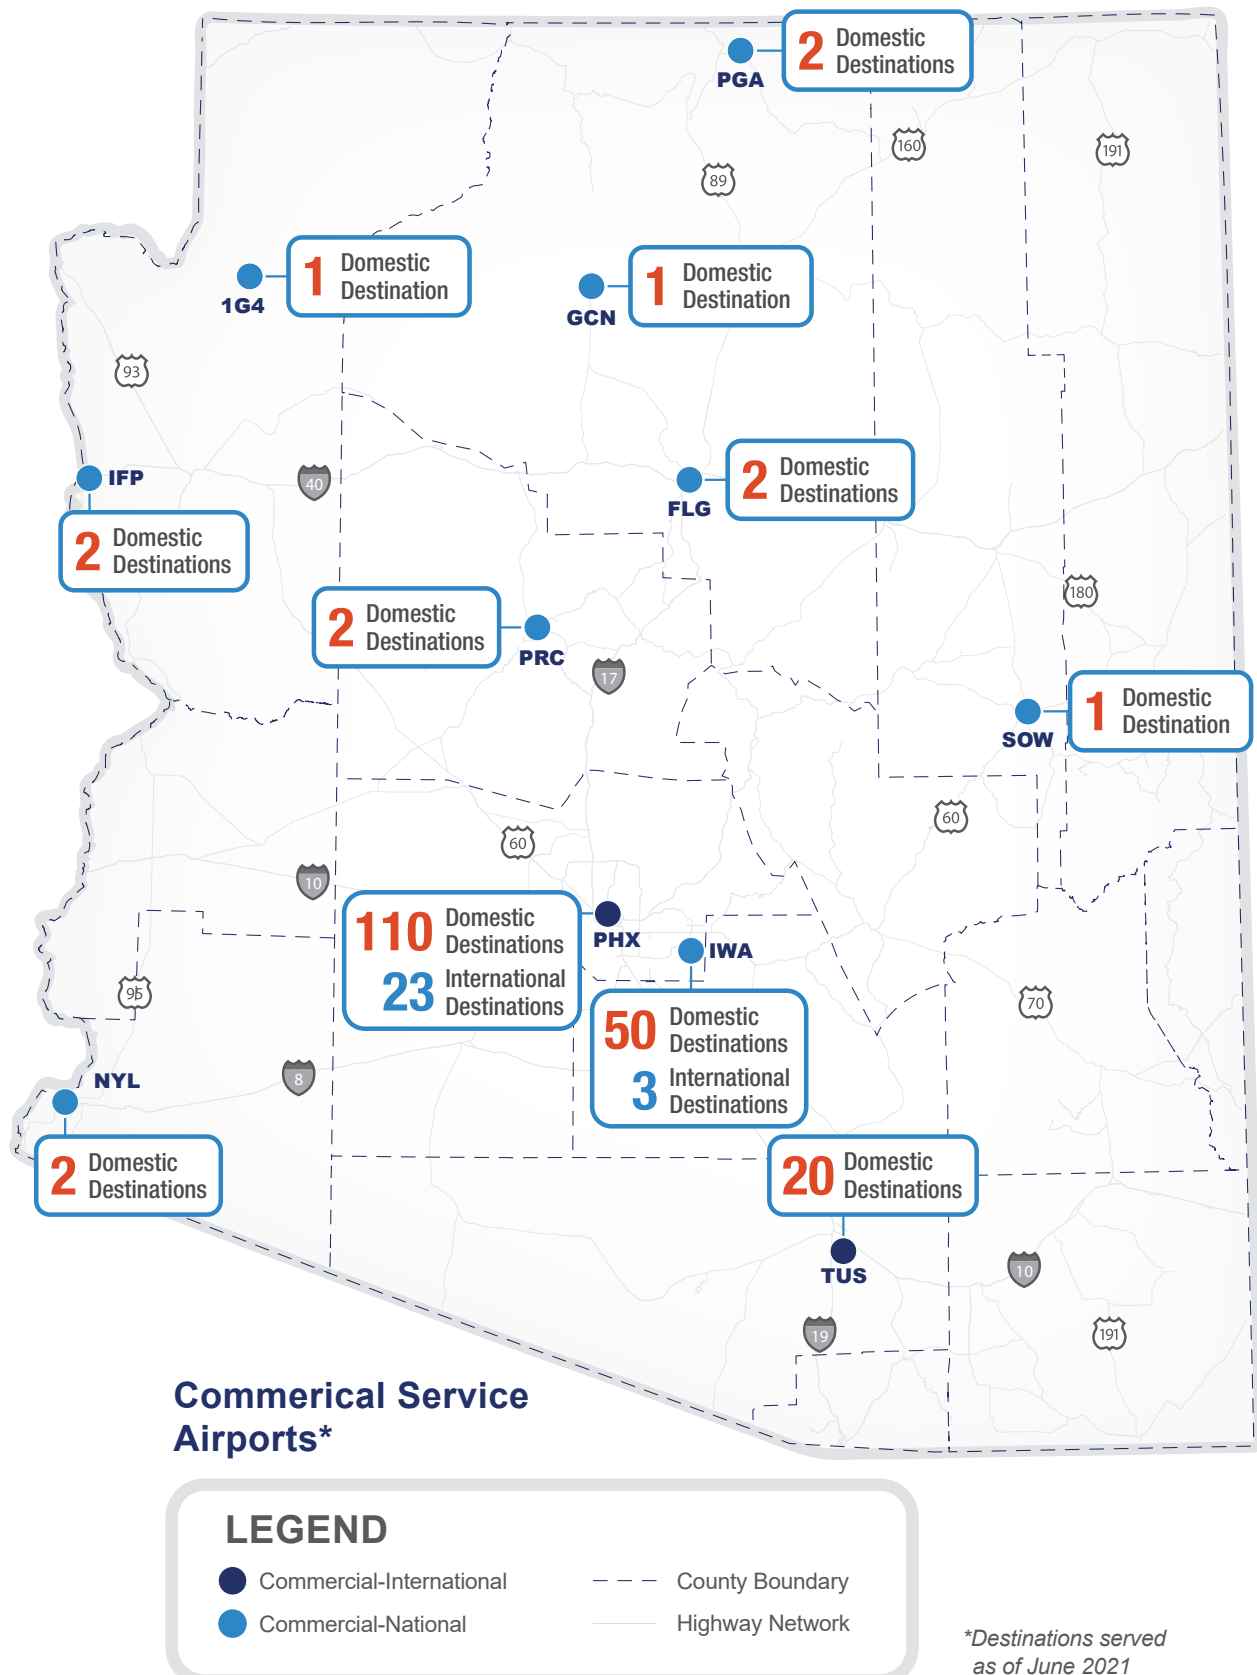 2 Domestic
Destinations
PGA
160
191
89
1 Domestic
Destination
1G4
1 Domestic
Destination
GCN
93
IFP
40
2 Domestic
Destinations
FLG
2 Domestic
Destinations
180
2 Domestic
Destinations
PRC
17
1 Domestic
Destination
SOW
60
60
10
110 Domestic
Destinations
23 International
Destinations
PHX
IWA
95
70
50 Domestic
Destinations
3 International
Destinations
NYL
8
2 Domestic
Destinations
20 Domestic
Destinations
TUS
10
19
191
Commerical Service
Airports*
LEGEND
Commercial-International
County Boundary
Commercial-National
Highway Network
*Destinations served
as of June 2021